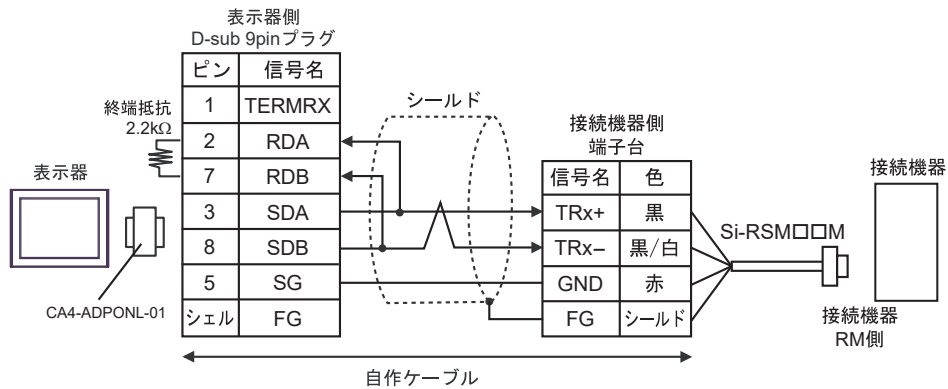 表示器側
D-sub 9pinプラグ
ピン 信号名
1 TERMRX
2 RDA
7 RDB
3 SDA
8 SDB
5 SG
シェル FG
終端抵抗
2.2kΩ
表示器
CA4-ADPONL-01
シールド
接続機器側
端子台
信号名 色
TRx+ 黒
TRx− 黒/白
GND 赤
FG シールド
Si-RSM□□M
接続機器
接続機器
RM側
自作ケーブル